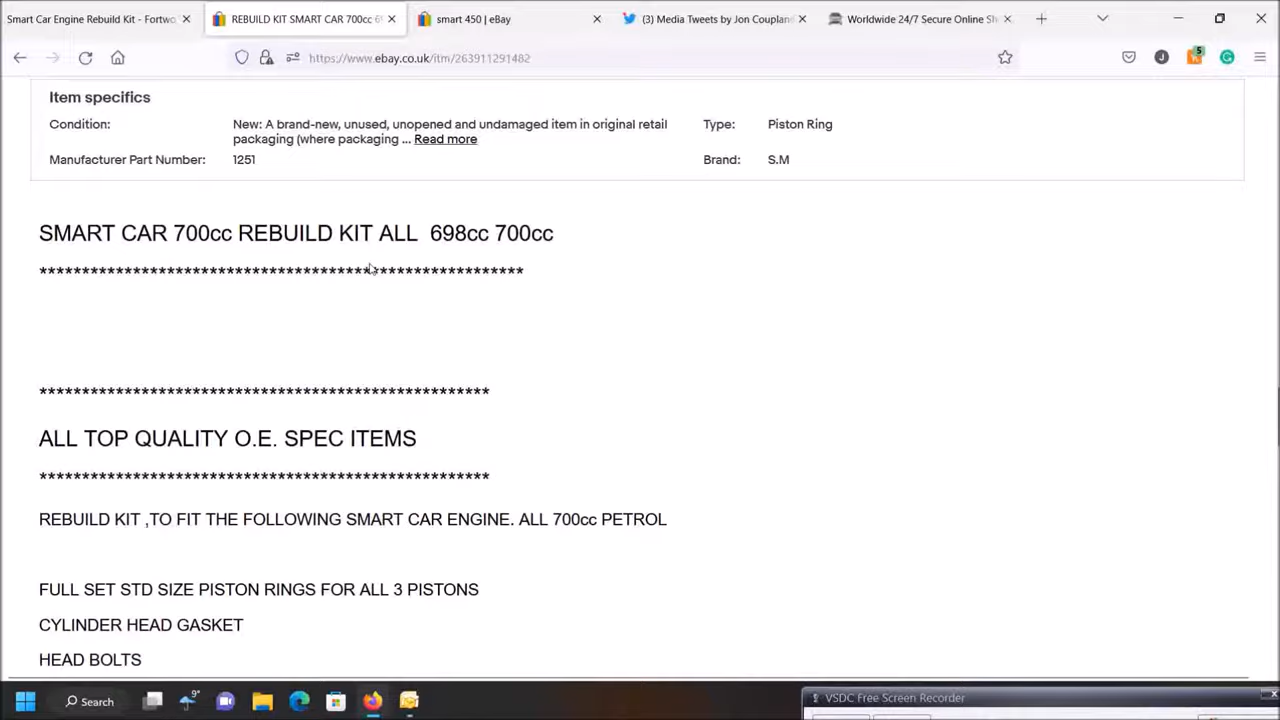 Smart Car Engine Rebuild Kit - Fortwo
REBUILD KIT SMART CAR 700cc 6
smart 450 | eBay
(3) Media Tweets by Jon Coupland
Worldwide 24/7 Secure Online Sh
https://www.ebay.co.uk/itm/263911291482
5
Item specifics
Condition: New: A brand-new, unused, unopened and undamaged item in original retail Type: Piston Ring
packaging (where packaging ... Read more
Manufacturer Part Number: 1251 Brand: S.M
SMART CAR 700cc REBUILD KIT ALL 698cc 700cc
*********************************************************
*****************************************************
ALL TOP QUALITY O.E. SPEC ITEMS
*****************************************************
REBUILD KIT ,TO FIT THE FOLLOWING SMART CAR ENGINE. ALL 700cc PETROL
FULL SET STD SIZE PISTON RINGS FOR ALL 3 PISTONS
CYLINDER HEAD GASKET
HEAD BOLTS
Search
9°
VSDC Free Screen Recorder